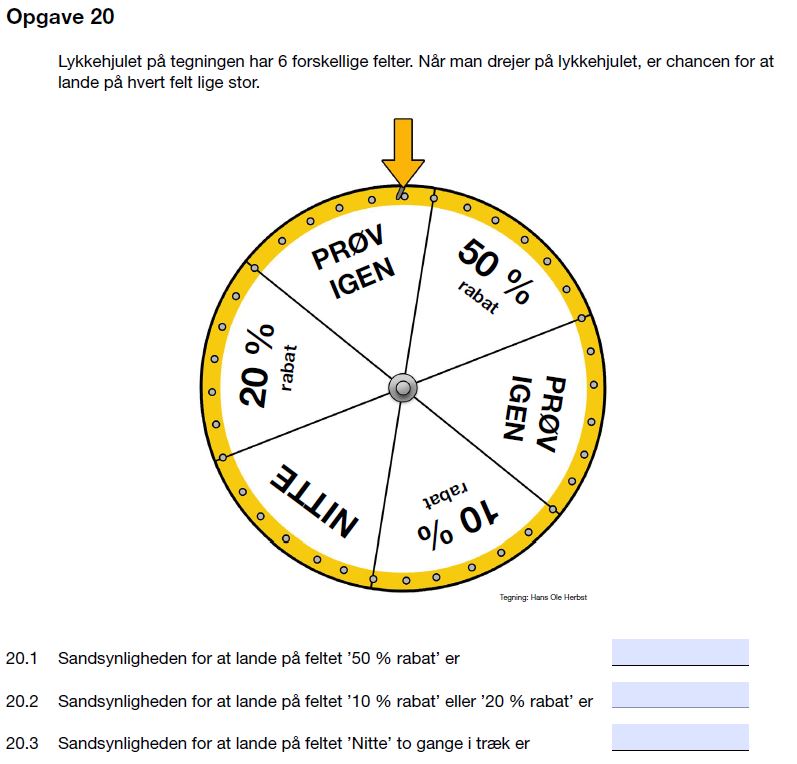 Opgave 20
Lykkehjulet på tegningen har 6 forskellige felter. Når man drejer på lykkehjulet, er chancen for at
lande på hvert felt lige stor.
PRØV
IGEN
50 %
rabat
PRØV
IGEN
10 %
rabat
NITTE
20 %
rabat
Tegning: Hans Ole Herbst
20.1 Sandsynligheden for at lande på feltet ’50 % rabat’ er
20.2 Sandsynligheden for at lande på feltet ’10 % rabat’ eller ’20 % rabat’ er
20.3 Sandsynligheden for at lande på feltet ’Nitte’ to gange i træk er